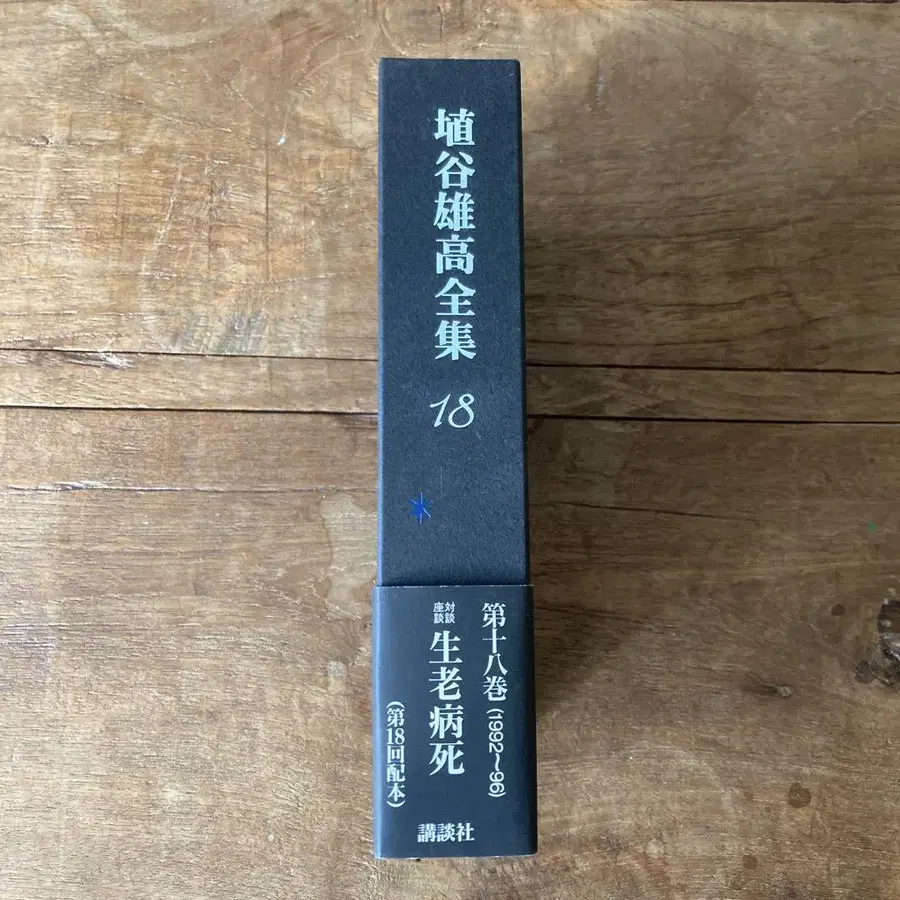 埴谷雄高全集
18
第十八巻(1992〜96)
対談
座談
生老病死
(第18回配本)
講談社